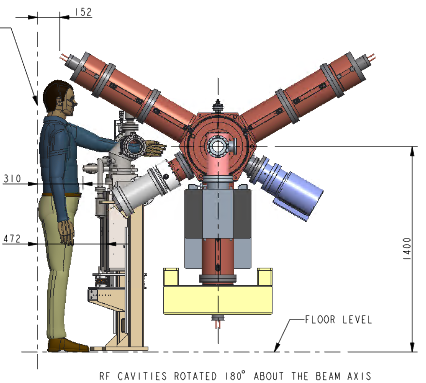 152
310
472
1400
FLOOR LEVEL
RF CAVITIES ROTATED 180° ABOUT THE BEAM AXIS